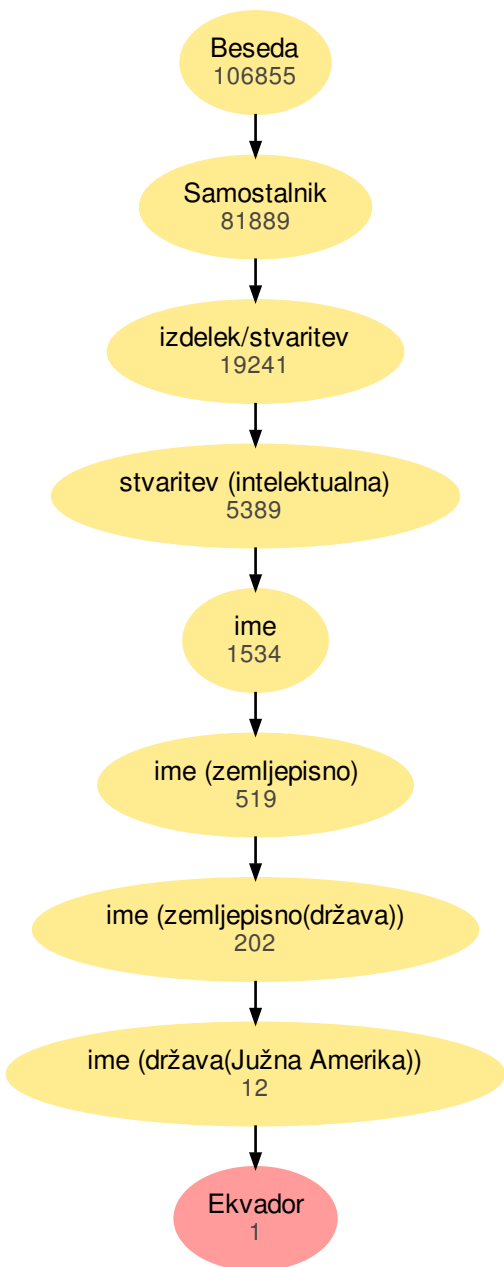 Beseda
106855
Samostalnik
81889
izdelek/stvaritev
19241
stvaritev (intelektualna)
5389
ime
1534
ime (zemljepisno)
519
ime (zemljepisno(država))
202
ime (država(Južna Amerika))
12
Ekvador
1